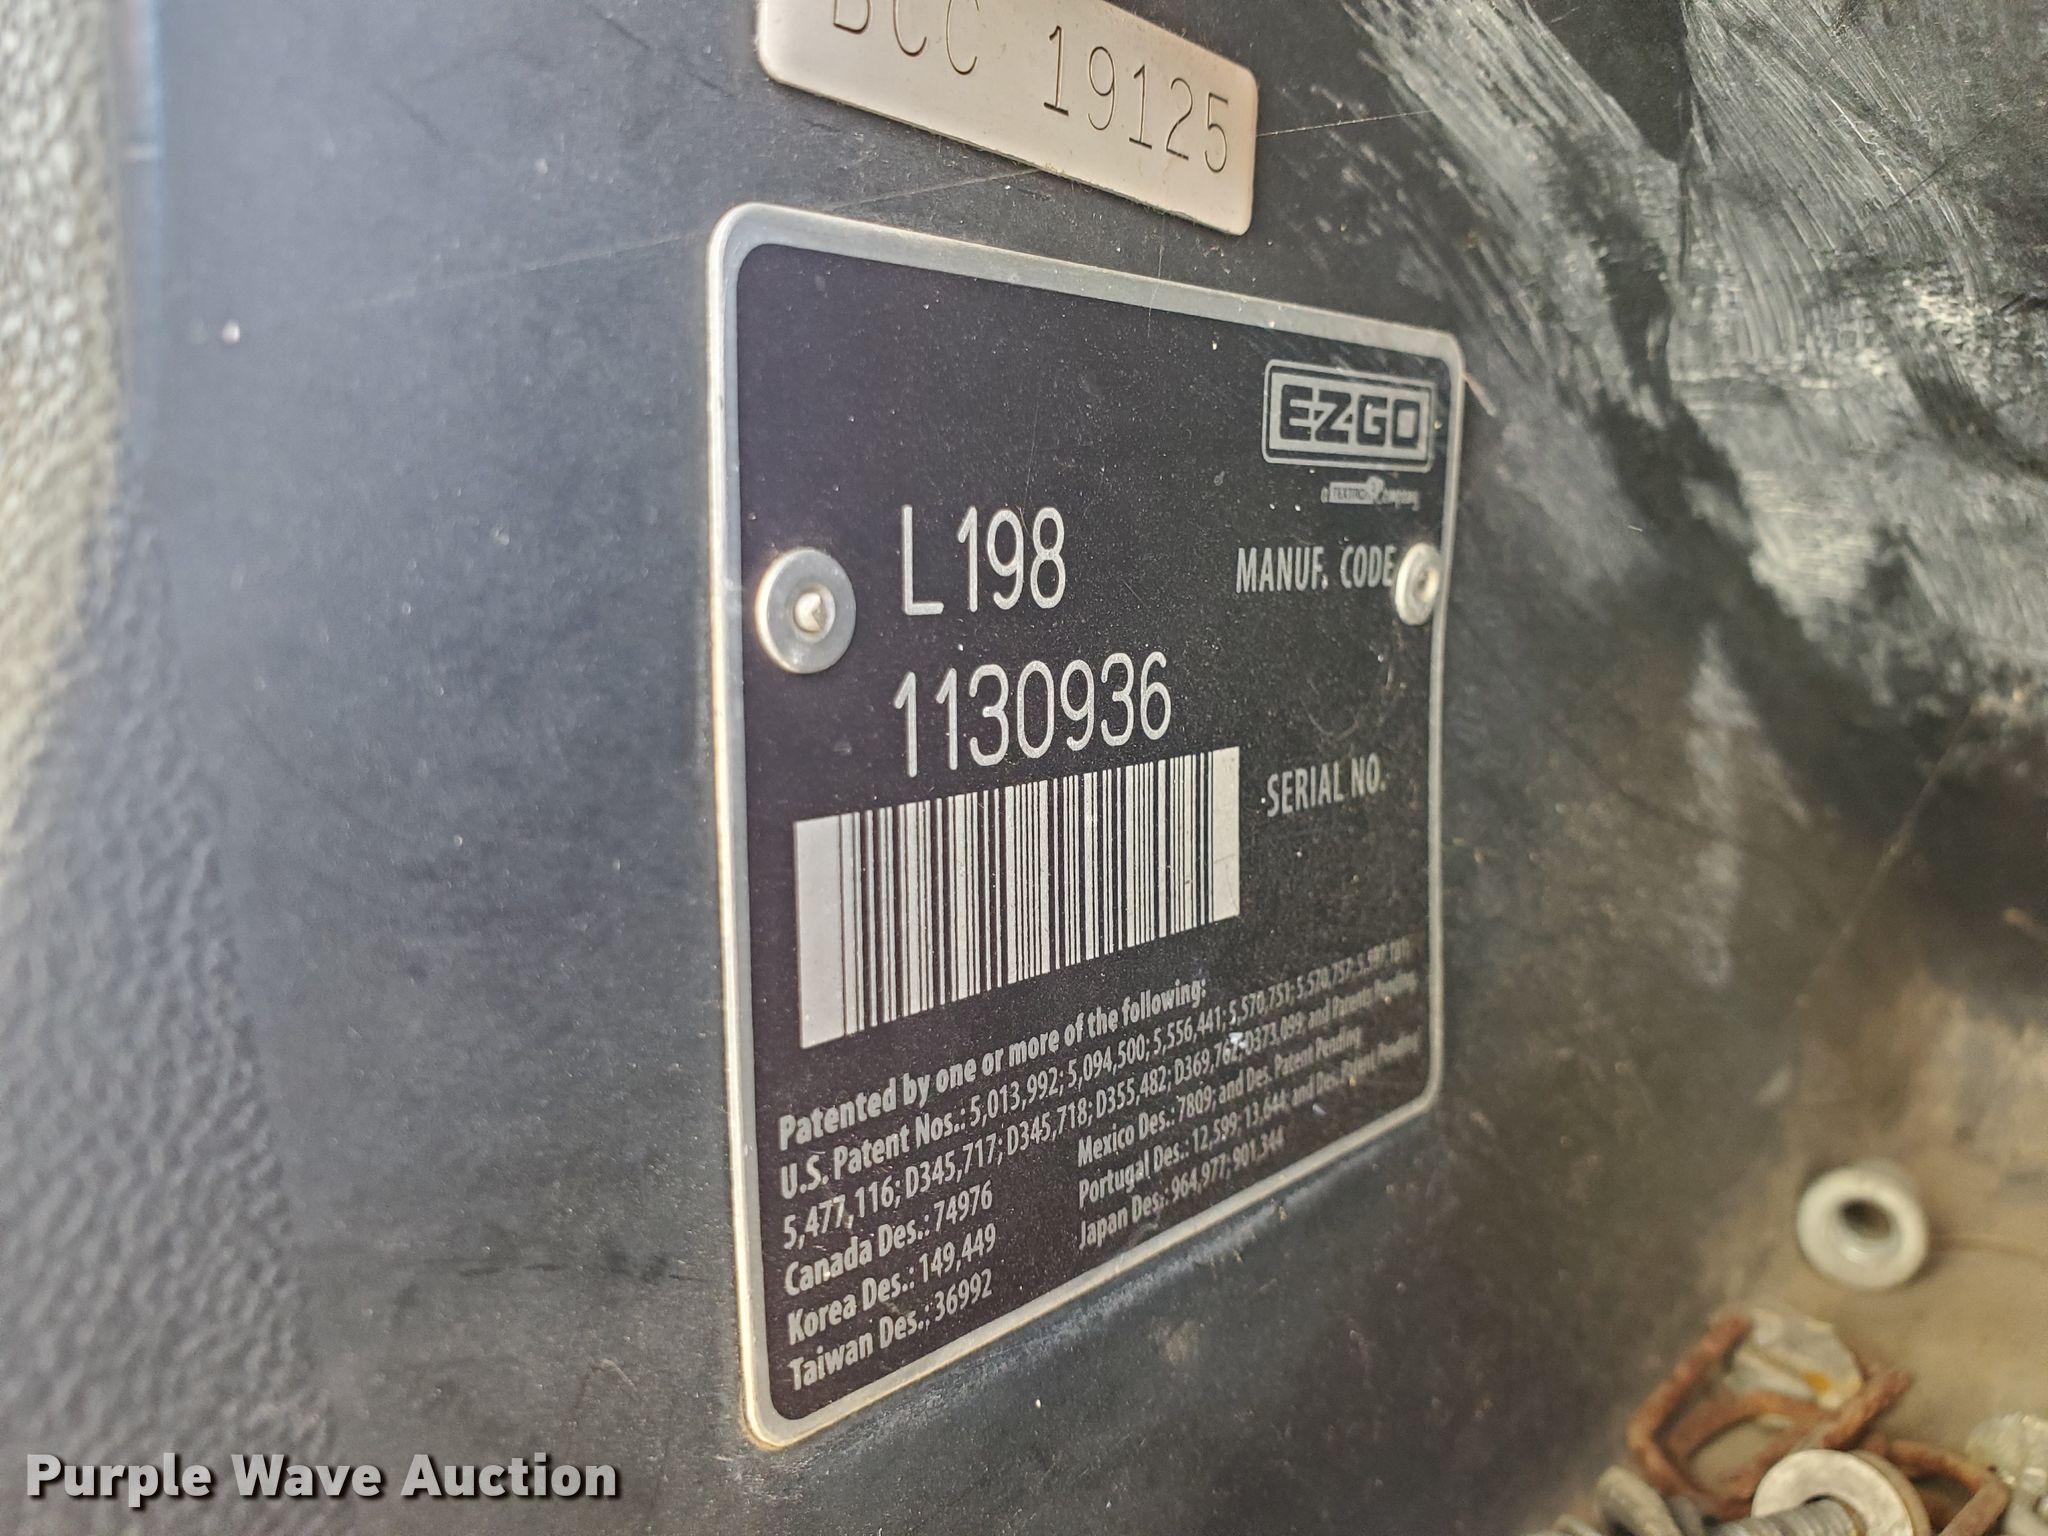 BCC 19125
EZGO
a TEXTRON Company
L198
MANUF. CODE
1130936
SERIAL NO.
Patented by one or more of the following:
U.S. Patent Nos.: 5,013,992; 5,094,500; 5,556,441; 5,570,751; 5,570,757; 5,597,
5,477,116; D345,717; D345,718; D355,482; D369,762; D373,099; and Patents Pending.
Canada Des.: 74976
Mexico Des.: 7809; and Des. Patent Pending
Korea Des.: 149,449
Portugal Des.: 12,599; 13,644; and Des. Patent Pending
Taiwan Des.: 36992
Japan Des.: 964,977; 901,344
Purple Wave Auction